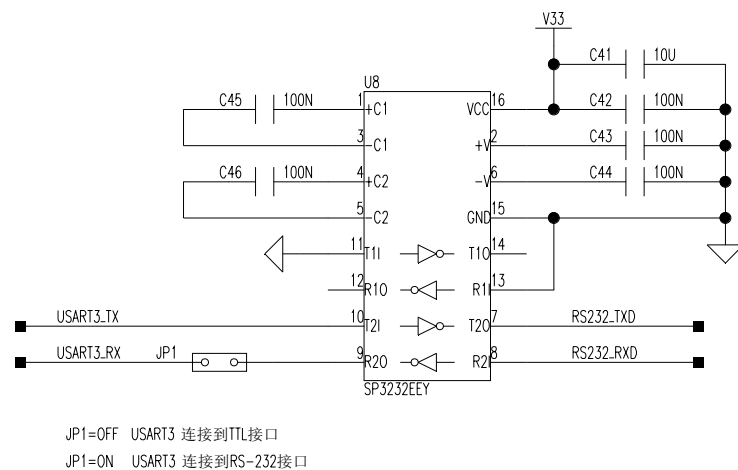 V33
C41 10U
U8
C45 100N 1 +C1 VCC 16 C42 100N
3 -C1 +V 2 C43 100N
C46 100N 4 +C2 -V 6 C44 100N
5 -C2 GND 15
11 T1I T1O 14
12 R1O R1I 13
USART3_TX 10 T2I T2O 7 RS232_TXD
USART3_RX JP1 9 R2O R2I 8 RS232_RXD
SP3232EEY
JP1=OFF USART3 连接到TTL接口
JP1=ON USART3 连接到RS-232接口